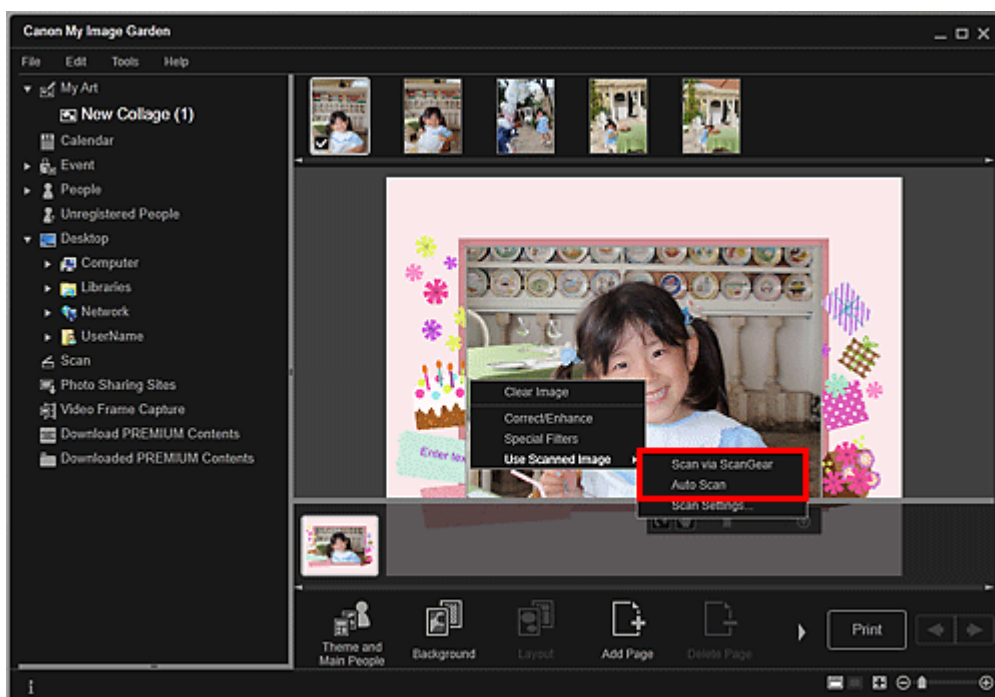 Canon My Image Garden
File Edit Tools Help
My Art
New Collage (1)
Calendar
Event
People
Unregistered People
Desktop
Computer
Libraries
Network
UserName
Scan
Photo Sharing Sites
Video Frame Capture
Download PREMIUM Contents
Downloaded PREMIUM Contents
Clear Image
Correct/Enhance
Special Filters
Use Scanned Image
Scan via ScanGear
Auto Scan
Scan Settings...
Enter
Theme and
Main People
Background
Layout
Add Page
Delete Page
Print